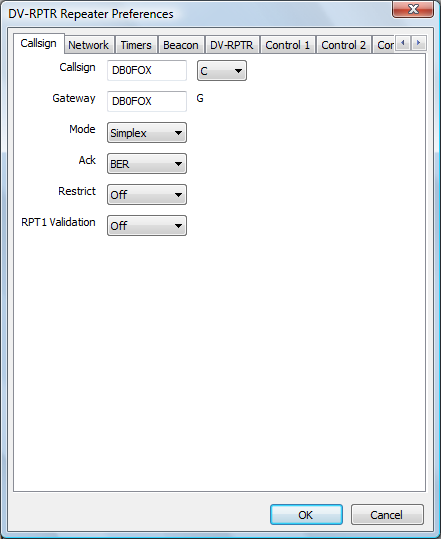 DV-RPTR Repeater Preferences
Callsign Network Timers Beacon DV-RPTR Control 1 Control 2
Callsign DB0FOX C
Gateway DB0FOX G
Mode Simplex
Ack BER
Restrict Off
RPT1 Validation Off
OK Cancel